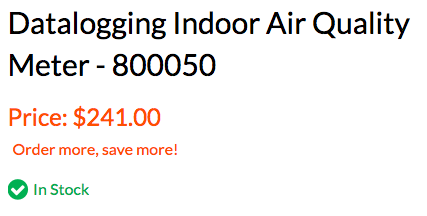 Datalogging Indoor Air Quality
Meter - 800050
Price: $241.00
Order more, save more!
In Stock